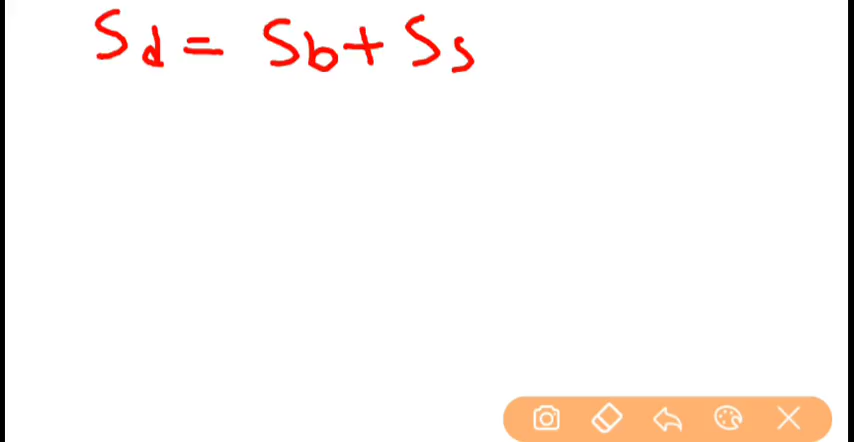 Sd = Sb + Ss